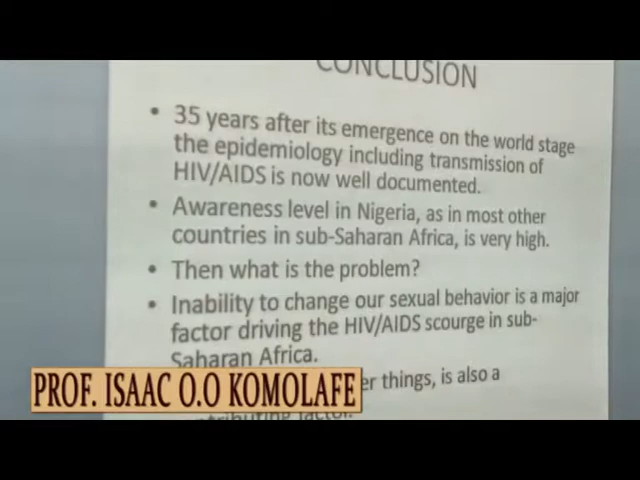 CONCLUSION
• 35 years after its emergence on the world stage
the epidemiology including transmission of
HIV/AIDS is now well documented.
• Awareness level in Nigeria, as in most other
countries in sub-Saharan Africa, is very high.
• Then what is the problem?
• Inability to change our sexual behavior is a major
factor driving the HIV/AIDS scourge in sub-
Saharan Africa.
things, is also a
factor.
PROF. ISAAC O.O KOMOLAFE